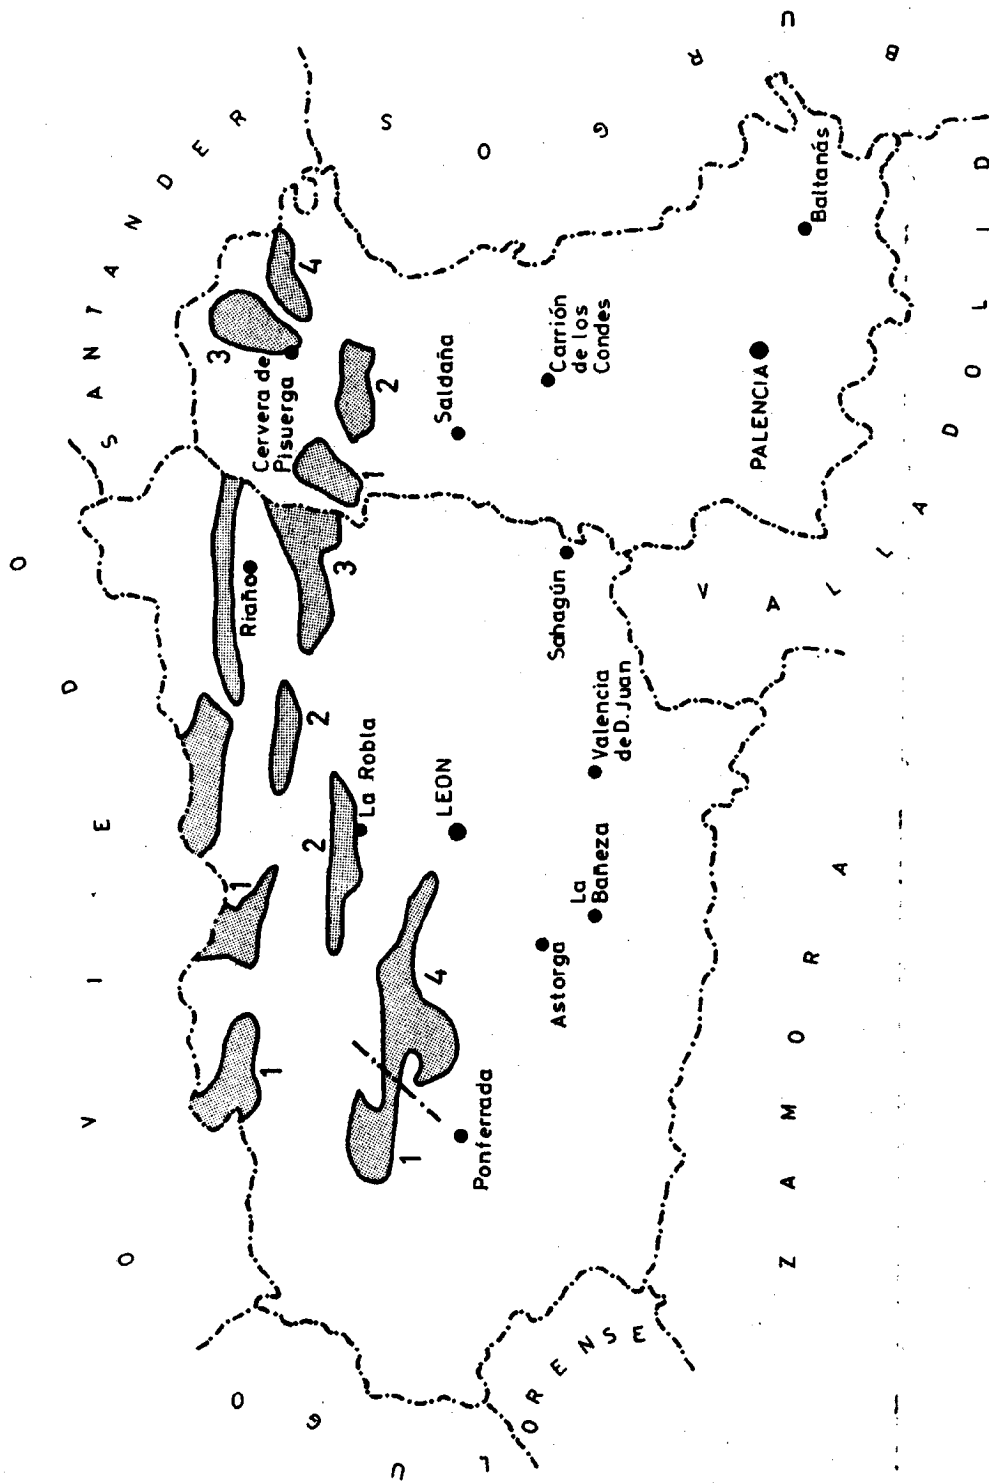 OVIEDO
SANTANDER
LUGO
ORENSE
ZAMORA
VALLADOLID
BURGOS
1
1
Riaño
3
Cervera de
Pisuerga
4
2
2
3
1
2
La Robla
1
4
Ponferrada
LEON
Saldaña
Astorga
La
Bañeza
Valencia
de D. Juan
Sahagún
Carrión
de los
Condes
PALENCIA
Baltanás